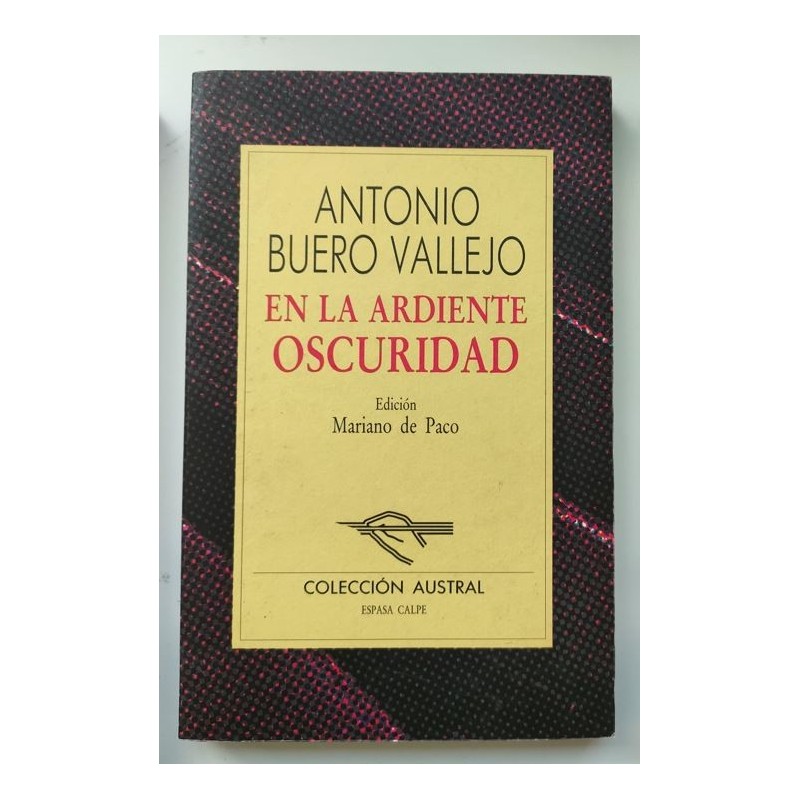 ANTONIO
BUERO VALLEJO
EN LA ARDIENTE
OSCURIDAD
Edición
Mariano de Paco
COLECCIÓN AUSTRAL
ESPASA CALPE